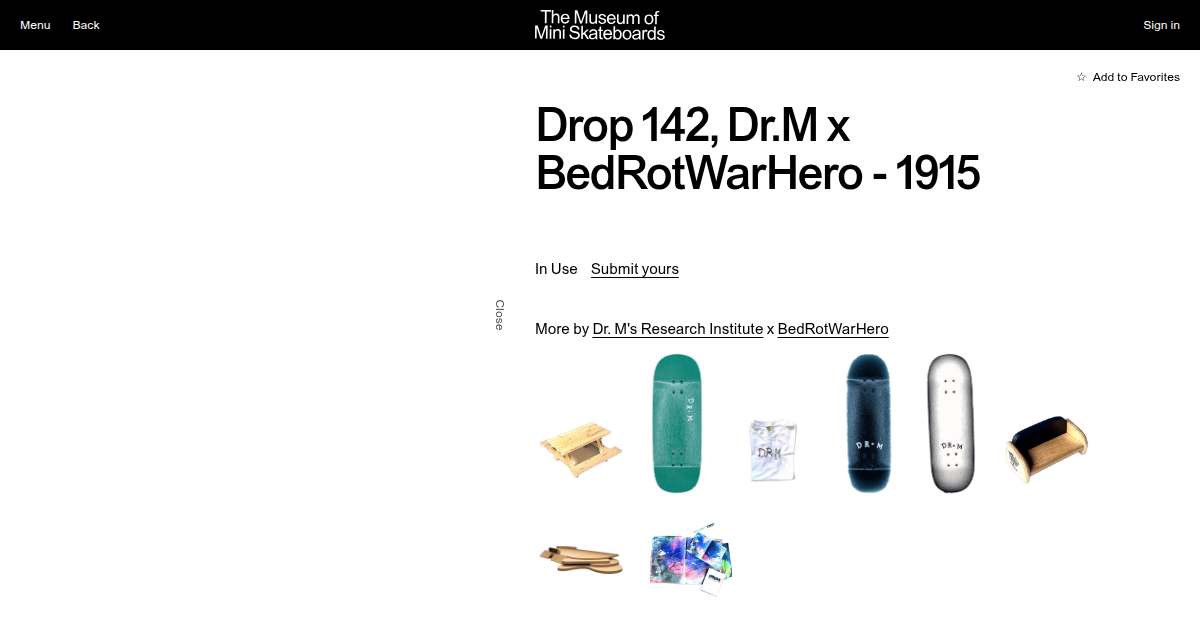 Menu
Back
The Museum of
Mini Skateboards
Sign in
☆ Add to Favorites
Drop 142, Dr.M x
BedRotWarHero - 1915
In Use
Submit yours
Close
More by Dr. M's Research Institute x BedRotWarHero
DR•M
DRM
DR•M
DR•M